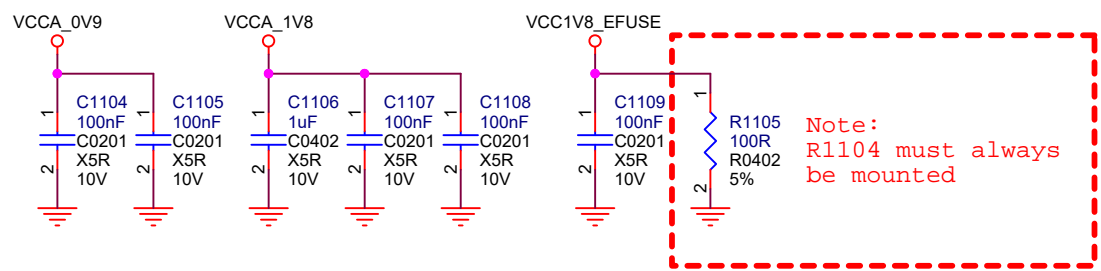 VCCA_0V9
VCCA_1V8
VCC1V8_EFUSE
1
C1104
100nF
C0201
X5R
10V
2
1
C1105
100nF
C0201
X5R
10V
2
1
C1106
1uF
C0402
X5R
10V
2
1
C1107
100nF
C0201
X5R
10V
2
1
C1108
100nF
C0201
X5R
10V
2
1
C1109
100nF
C0201
X5R
10V
2
1
R1105
100R
R0402
5%
2
Note:
R1104 must always
be mounted